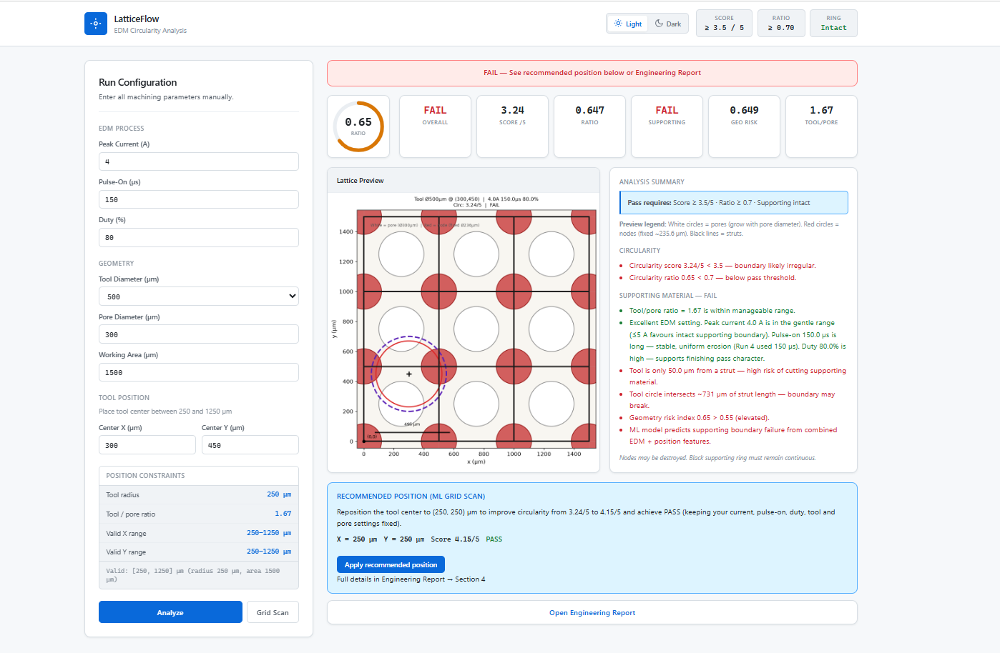 LatticeFlow
EDM Circularity Analysis
Light
Dark
SCORE
≥ 3.5 / 5
RATIO
≥ 0.70
RING
Intact
Run Configuration
Enter all machining parameters manually.
EDM PROCESS
Peak Current (A)
4
Pulse-On (µs)
150
Duty (%)
80
GEOMETRY
Tool Diameter (µm)
500
Pore Diameter (µm)
300
Working Area (µm)
1500
TOOL POSITION
Place tool center between 250 and 1250 µm
Center X (µm)
Center Y (µm)
300
450
POSITION CONSTRAINTS
Tool radius
250 µm
Tool / pore ratio
1.67
Valid X range
250–1250 µm
Valid Y range
250–1250 µm
Valid: [250, 1250] µm (radius 250 µm, area 1500
µm)
Analyze
Grid Scan
FAIL — See recommended position below or Engineering Report
0.65
RATIO
FAIL
OVERALL
3.24
SCORE /5
0.647
RATIO
FAIL
SUPPORTING
0.649
GEO RISK
1.67
TOOL/PORE
Lattice Preview
Tool Ø500µm @ (300,450) | 4.0A 150.0µs 80.0%
Circ: 3.24/5 | FAIL
= pore (Ø300µm) |
Ø236µm)
1400
1200
1000
800
600
400
200
0
y (µm)
(0,0)
0
200
400
600
800
1000
1200
1400
x (µm)
ANALYSIS SUMMARY
Pass requires: Score ≥ 3.5/5 · Ratio ≥ 0.7 · Supporting intact
Preview legend: White circles = pores (grow with pore diameter). Red circles =
nodes (fixed ~235.6 µm). Black lines = struts.
CIRCULARITY
Circularity score 3.24/5 < 3.5 — boundary likely irregular.
Circularity ratio 0.65 < 0.7 — below pass threshold.
SUPPORTING MATERIAL — FAIL
Tool/pore ratio = 1.67 is within manageable range.
Excellent EDM setting. Peak current 4.0 A is in the gentle range
(≤5 A favours intact supporting boundary). Pulse-on 150.0 µs is
long — stable, uniform erosion (Run 4 used 150 µs). Duty 80.0% is
high — supports finishing pass character.
Tool is only 50.0 µm from a strut — high risk of cutting supporting
material.
Tool circle intersects ~731 µm of strut length — boundary may
break.
Geometry risk index 0.65 > 0.55 (elevated).
ML model predicts supporting boundary failure from combined
EDM + position features.
Nodes may be destroyed. Black supporting ring must remain continuous.
RECOMMENDED POSITION (ML GRID SCAN)
Reposition the tool center to (250, 250) µm to improve circularity from 3.24/5 to 4.15/5 and achieve PASS (keeping your current, pulse-on, duty, tool and
pore settings fixed).
X = 250 µm Y = 250 µm Score 4.15/5 PASS
Apply recommended position
Full details in Engineering Report → Section 4
Open Engineering Report